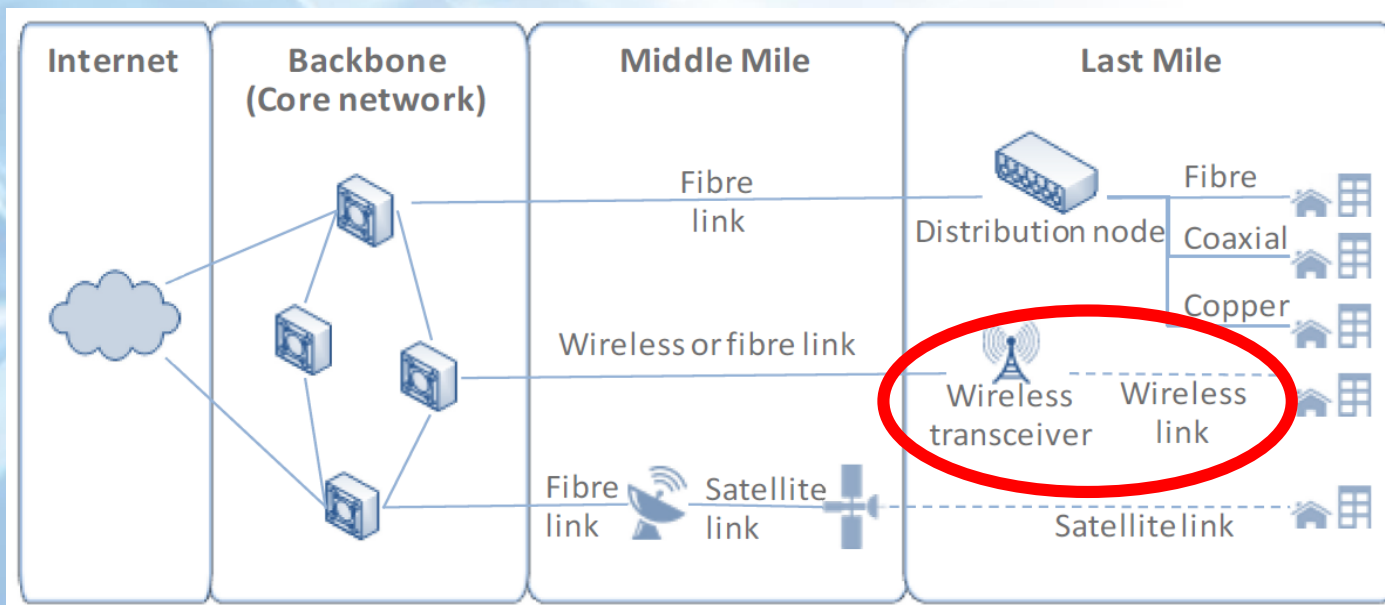 Internet
Backbone
(Core network)
Middle Mile
Last Mile
Fibre
link
Distribution node
Fibre
Coaxial
Copper
Wireless or fibre link
Wireless
transceiver
Wireless
link
Fibre
link
Satellite
link
Satellite link